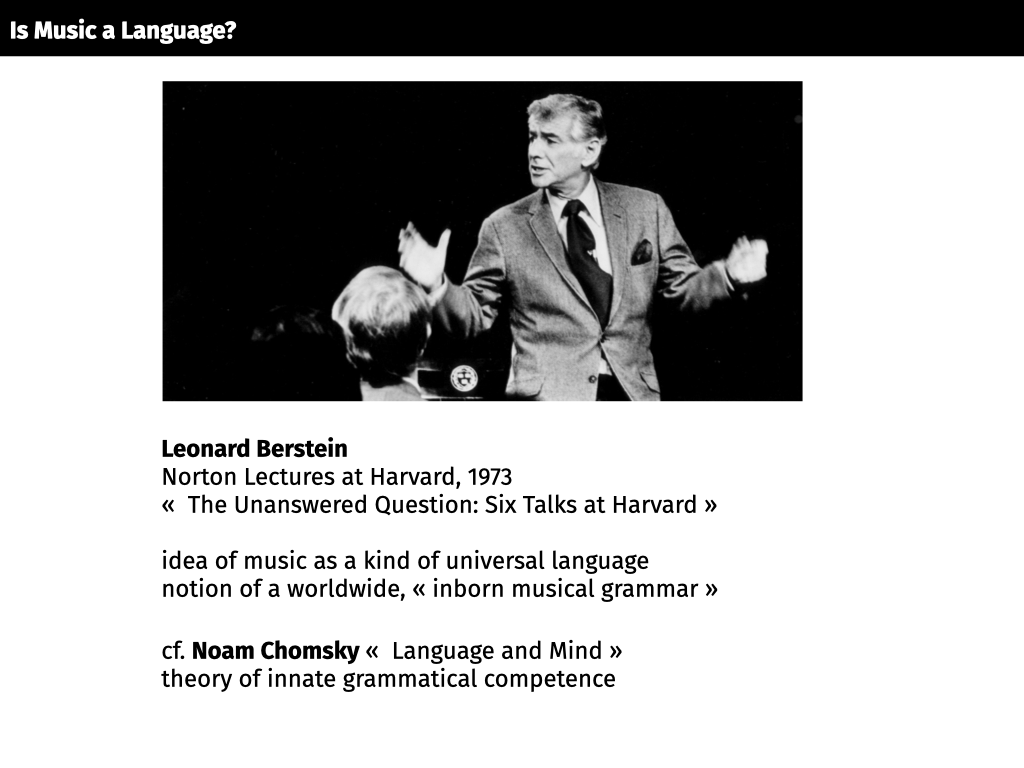 Is Music a Language?
Leonard Berstein
Norton Lectures at Harvard, 1973
«  The Unanswered Question: Six Talks at Harvard »
idea of music as a kind of universal language
notion of a worldwide, « inborn musical grammar »
cf. Noam Chomsky «  Language and Mind »
theory of innate grammatical competence